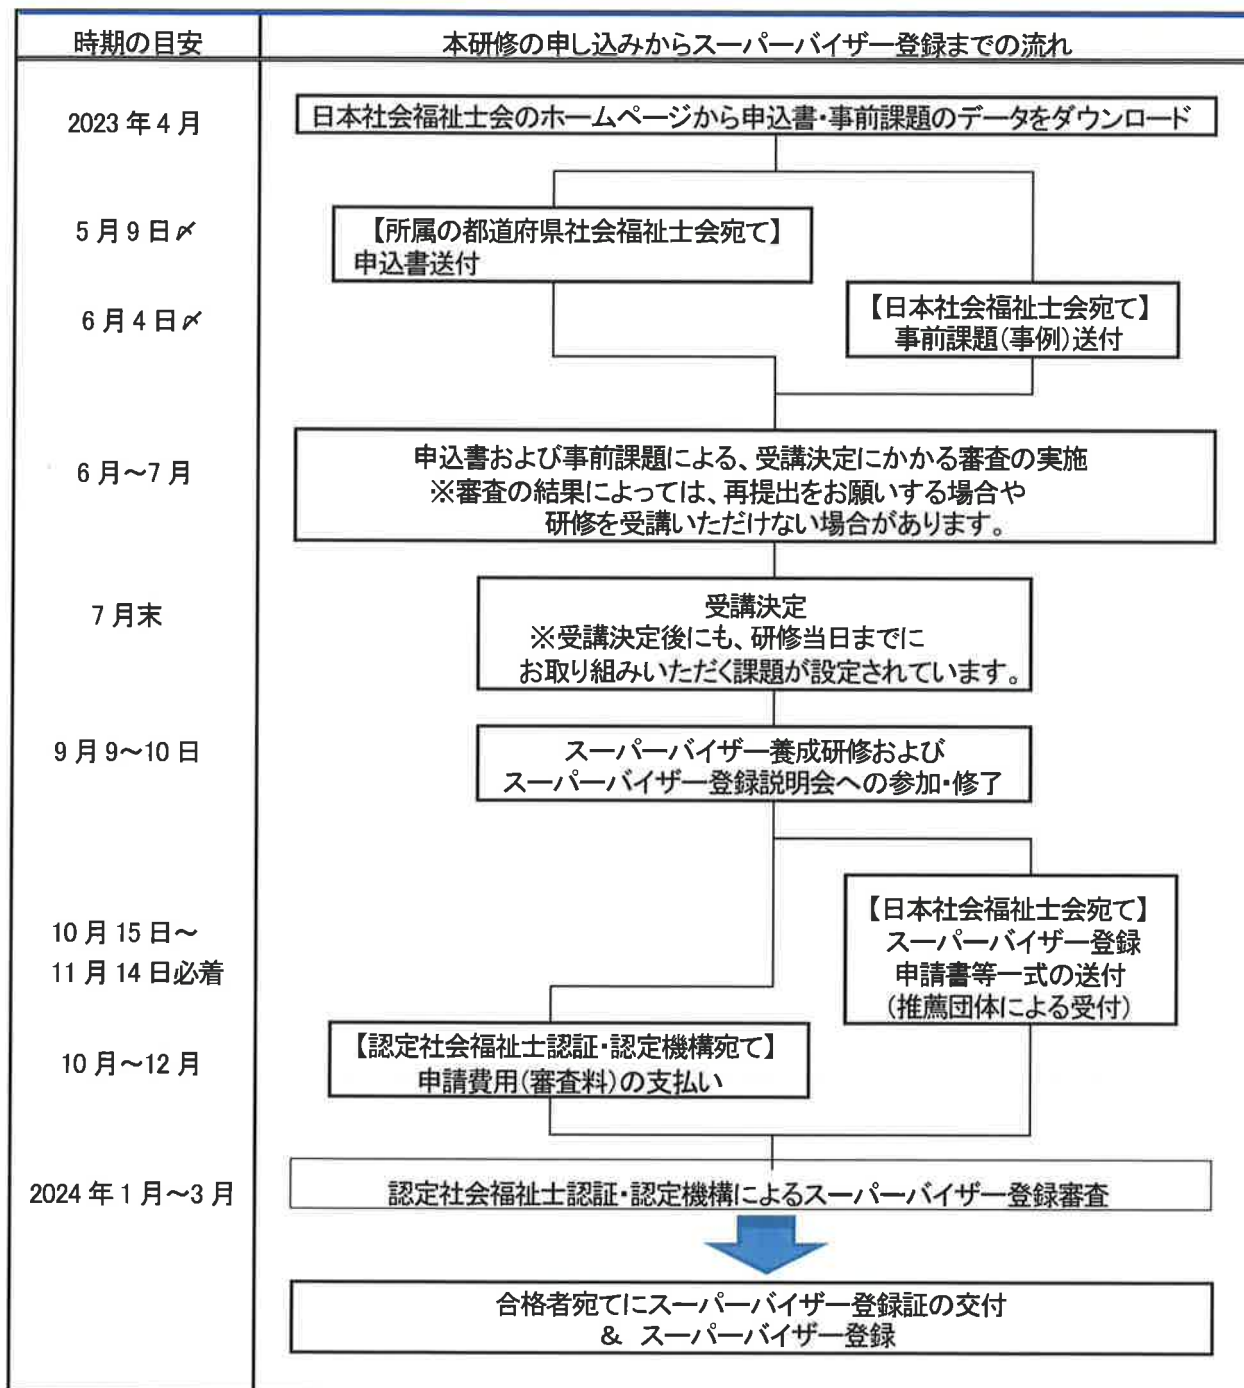 時期の目安
本研修の申し込みからスーパーバイザー登録までの流れ
2023年4月
日本社会福祉士会のホームページから申込書・事前課題のデータをダウンロード
5月9日〆
【所属の都道府県社会福祉士会宛て】
申込書送付
6月4日〆
【日本社会福祉士会宛て】
事前課題(事例)送付
6月～7月
申込書および事前課題による、受講決定にかかる審査の実施
※審査の結果によっては、再提出をお願いする場合や
研修を受講いただけない場合があります。
7月末
受講決定
※受講決定後にも、研修当日までに
お取り組みいただく課題が設定されています。
9月9～10日
スーパーバイザー養成研修および
スーパーバイザー登録説明会への参加・修了
10月15日～
11月14日必着
【日本社会福祉士会宛て】
スーパーバイザー登録
申請書等一式の送付
(推薦団体による受付)
10月～12月
【認定社会福祉士認証・認定機構宛て】
申請費用(審査料)の支払い
2024年1月～3月
認定社会福祉士認証・認定機構によるスーパーバイザー登録審査
合格者宛てにスーパーバイザー登録証の交付
& スーパーバイザー登録